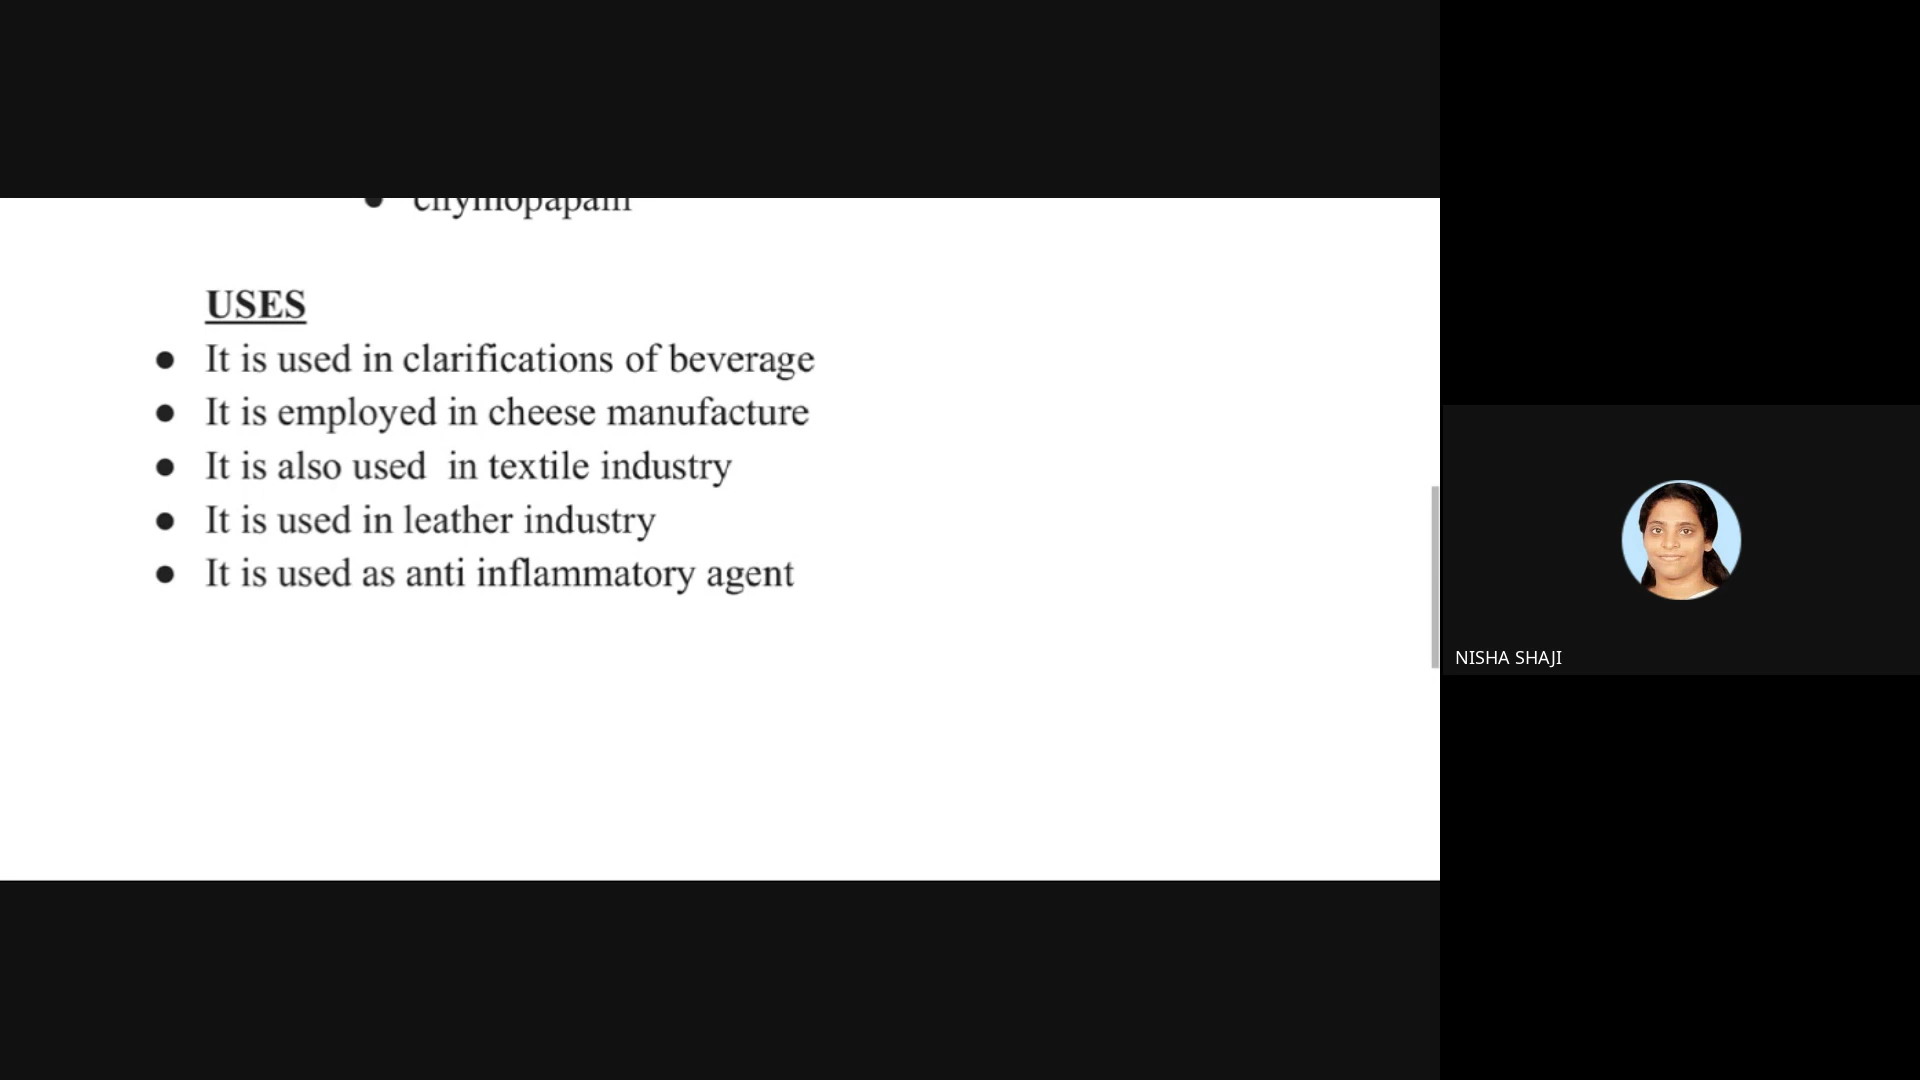 ● chymopapain
USES
● It is used in clarifications of beverage
● It is employed in cheese manufacture
● It is also used  in textile industry
● It is used in leather industry
● It is used as anti inflammatory agent
NISHA SHAJI